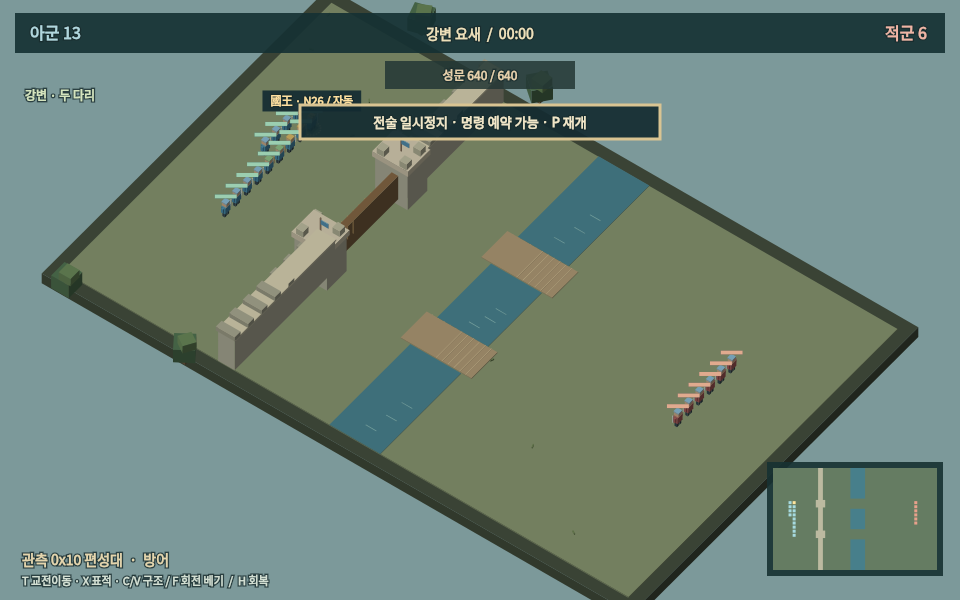 아군 13
강변 요새 / 00:00
적군 6
성문 640 / 640
강변 · 두 다리
國王 · N26 / 자동
전술 일시정지 · 명령 예약 가능 · P 재개
관측 0x10 편성대 · 방어
T 교전이동 · X 표적 · C/V 구조 / F 회전 베기 / H 회복